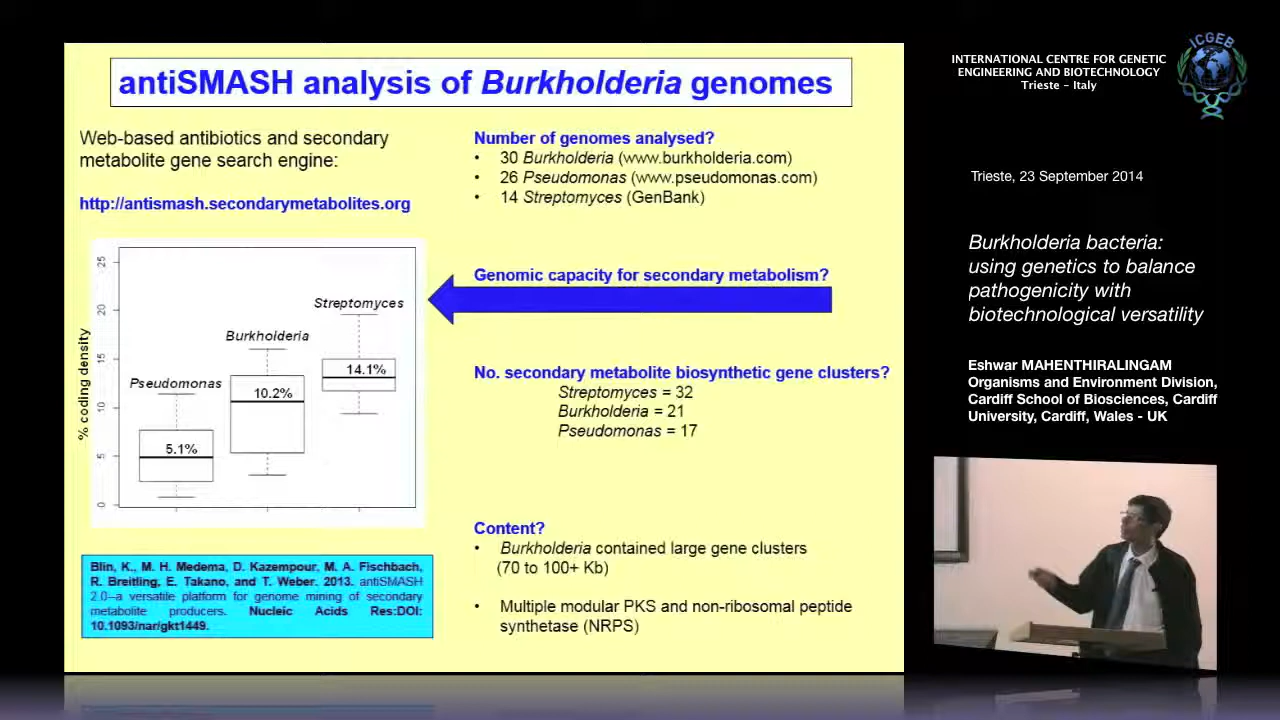 antiSMASH analysis of Burkholderia genomes
Web-based antibiotics and secondary
metabolite gene search engine:
http://antismash.secondarymetabolites.org
% coding density
0
5
10
15
20
25
Pseudomonas
5.1%
Burkholderia
10.2%
Streptomyces
14.1%
Blin, K., M. H. Medema, D. Kazempour, M. A. Fischbach,
R. Breitling, E. Takano, and T. Weber. 2013. antiSMASH
2.0--a versatile platform for genome mining of secondary
metabolite producers. Nucleic Acids Res:DOI:
10.1093/nar/gkt1449.
Number of genomes analysed?
• 30 Burkholderia (www.burkholderia.com)
• 26 Pseudomonas (www.pseudomonas.com)
• 14 Streptomyces (GenBank)
Genomic capacity for secondary metabolism?
No. secondary metabolite biosynthetic gene clusters?
Streptomyces = 32
Burkholderia = 21
Pseudomonas = 17
Content?
• Burkholderia contained large gene clusters
(70 to 100+ Kb)
• Multiple modular PKS and non-ribosomal peptide
synthetase (NRPS)
INTERNATIONAL CENTRE FOR GENETIC
ENGINEERING AND BIOTECHNOLOGY
Trieste - Italy
ICGEB
Trieste, 23 September 2014
Burkholderia bacteria:
using genetics to balance
pathogenicity with
biotechnological versatility
Eshwar MAHENTHIRALINGAM
Organisms and Environment Division,
Cardiff School of Biosciences, Cardiff
University, Cardiff, Wales - UK